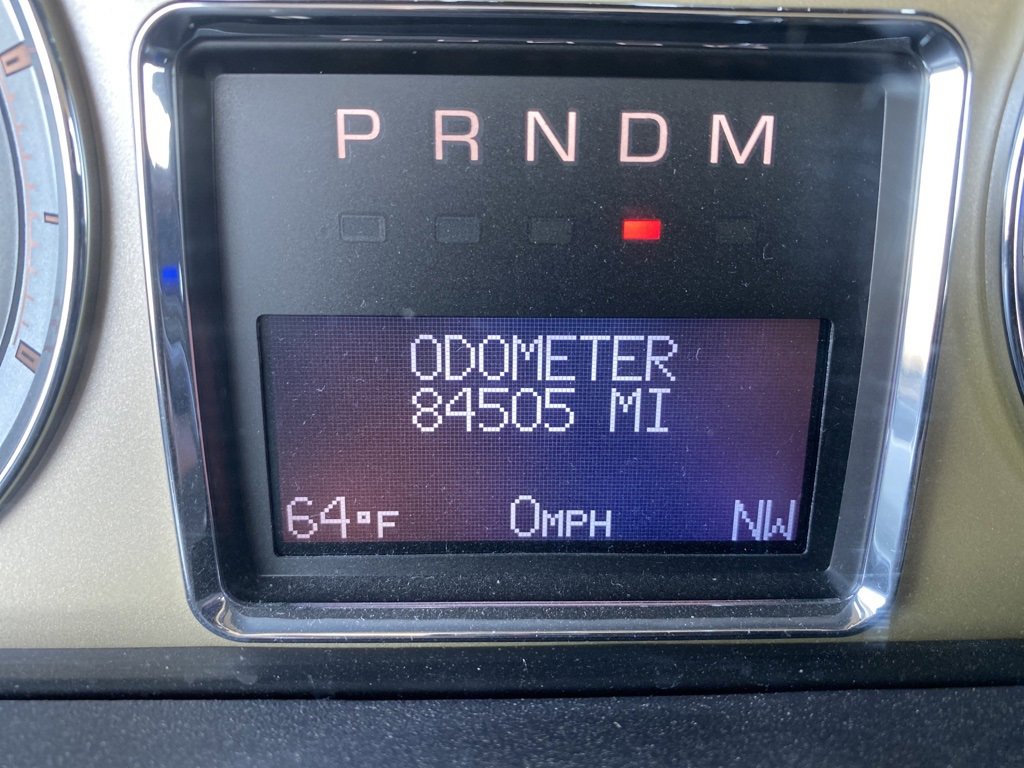 P R N D M
ODOMETER
84505 MI
64°F 0MPH NW